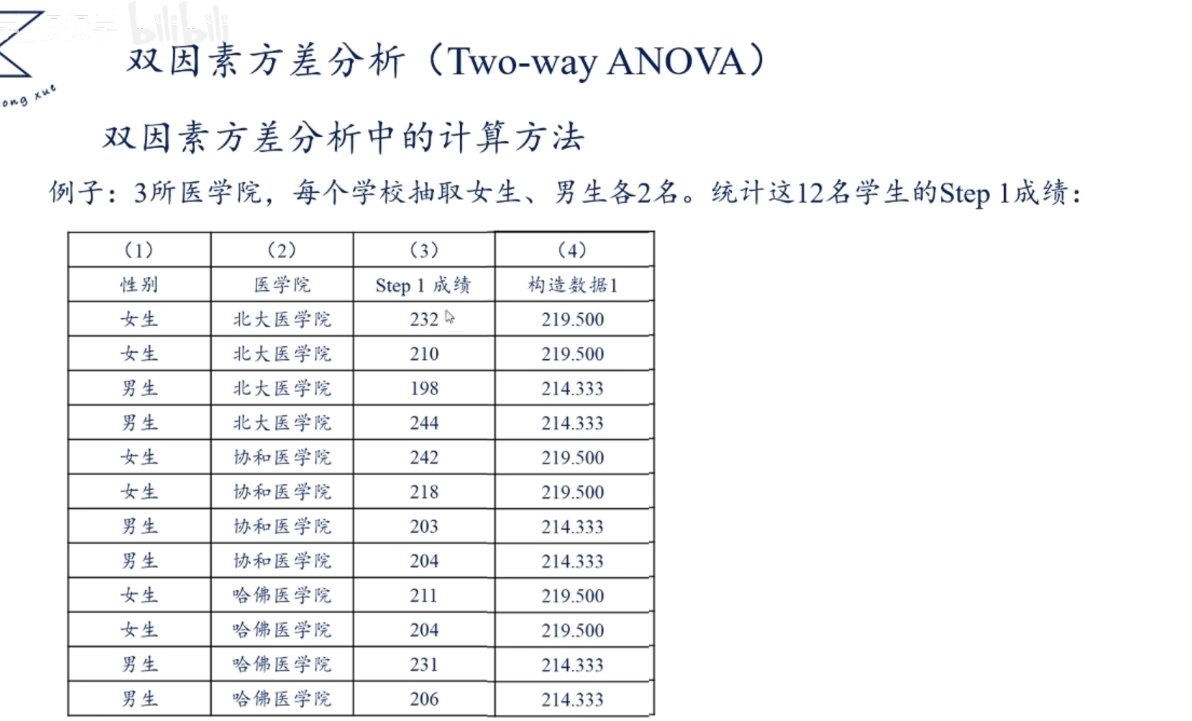 bilibili
双因素方差分析（Two-way ANOVA）
ong xue
双因素方差分析中的计算方法
例子：3所医学院，每个学校抽取女生、男生各2名。统计这12名学生的Step 1成绩：
（1） （2） （3） （4）
性别 医学院 Step 1 成绩 构造数据1
女生 北大医学院 232 219.500
女生 北大医学院 210 219.500
男生 北大医学院 198 214.333
男生 北大医学院 244 214.333
女生 协和医学院 242 219.500
女生 协和医学院 218 219.500
男生 协和医学院 203 214.333
男生 协和医学院 204 214.333
女生 哈佛医学院 211 219.500
女生 哈佛医学院 204 219.500
男生 哈佛医学院 231 214.333
男生 哈佛医学院 206 214.333